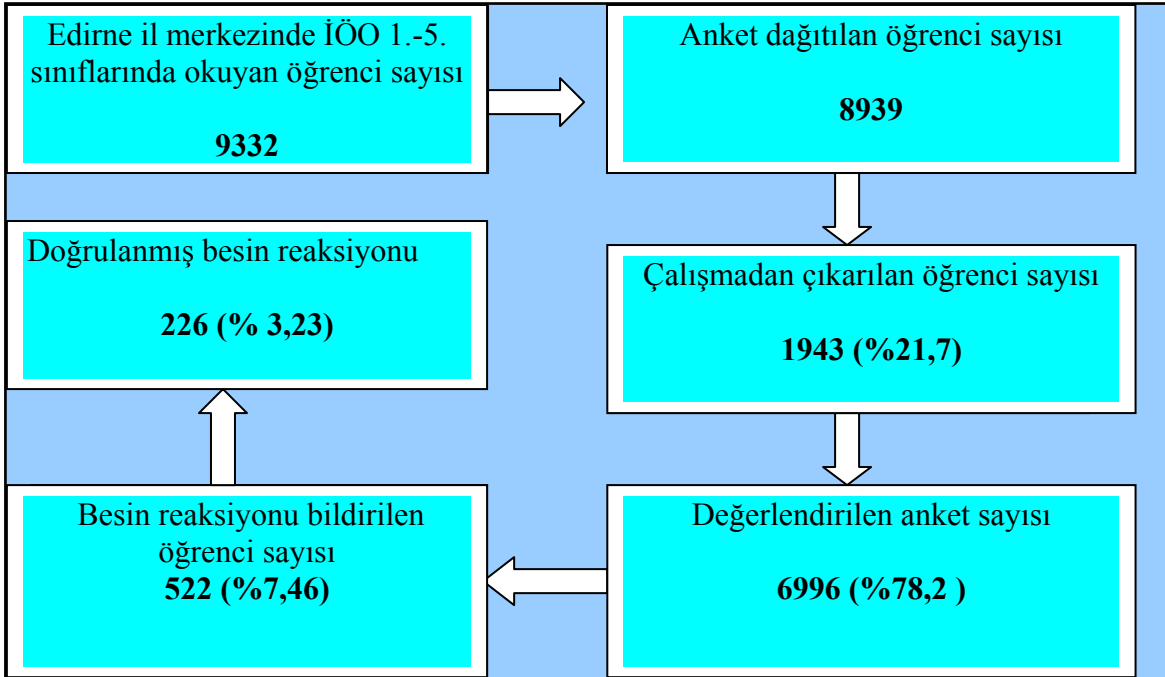 Edirne il merkezinde İÖO 1.-5.
sınıflarında okuyan öğrenci sayısı
9332
Anket dağıtılan öğrenci sayısı
8939
Çalışmadan çıkarılan öğrenci sayısı
1943 (%21,7)
Değerlendirilen anket sayısı
6996 (%78,2 )
Besin reaksiyonu bildirilen
öğrenci sayısı
522 (%7,46)
Doğrulanmış besin reaksiyonu
226 (% 3,23)